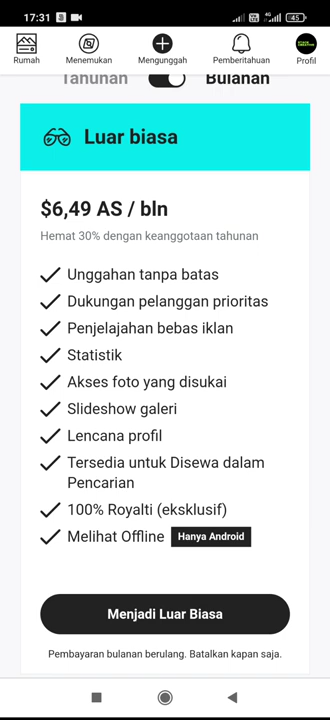 17:31
45
Rumah Menemukan Mengunggah Pemberitahuan Profil
Tahunan Bulanan
Luar biasa
$6,49 AS / bln
Hemat 30% dengan keanggotaan tahunan
Unggahan tanpa batas
Dukungan pelanggan prioritas
Penjelajahan bebas iklan
Statistik
Akses foto yang disukai
Slideshow galeri
Lencana profil
Tersedia untuk Disewa dalam
Pencarian
100% Royalti (eksklusif)
Melihat Offline Hanya Android
Menjadi Luar Biasa
Pembayaran bulanan berulang. Batalkan kapan saja.